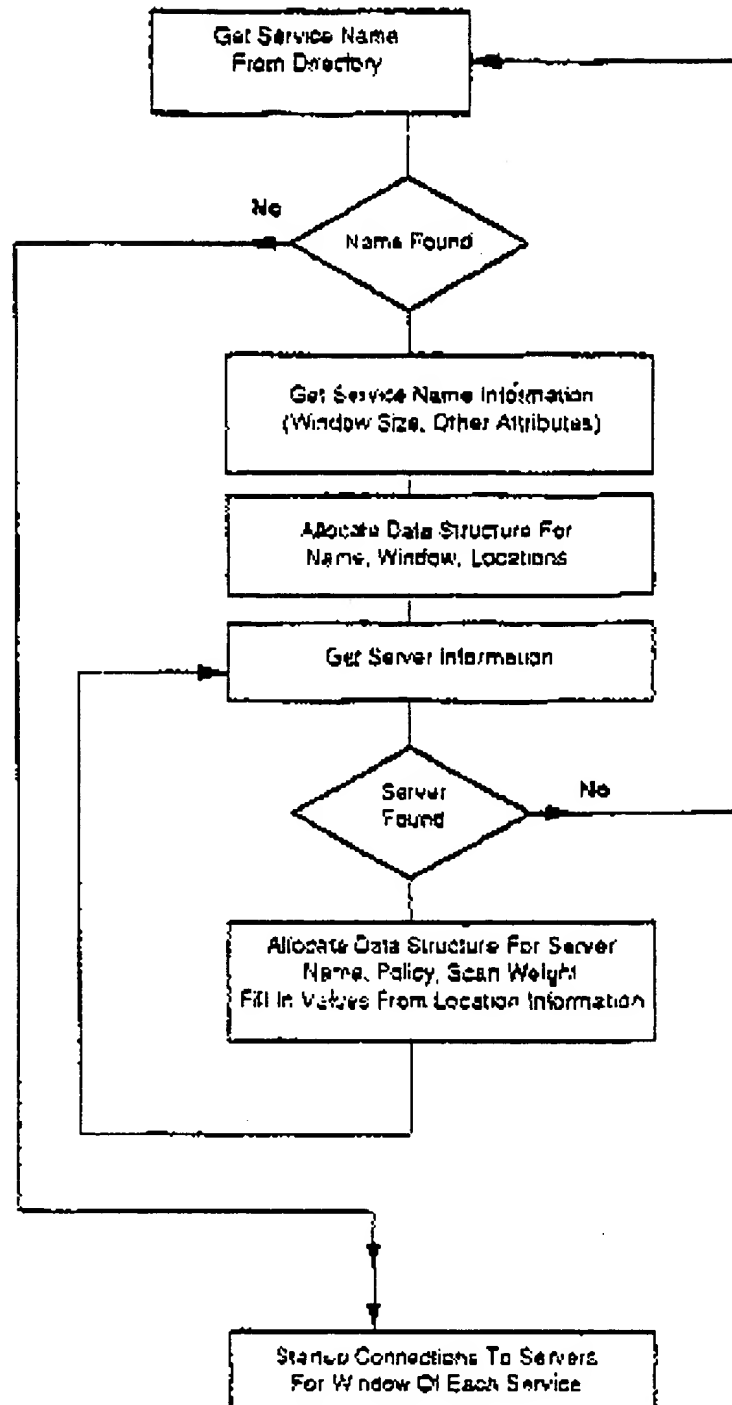 Get Service Name
From Directory
No
Name Found
Get Service Name Information
(Window Size, Other Attributes)
Allocate Data Structure For
Name, Window, Locations
Get Server Information
Server
Found
No
Allocate Data Structure For Server
Name, Policy, Scan Weight
Fill In Values From Location Information
Startup Connections To Servers
For Window Of Each Service